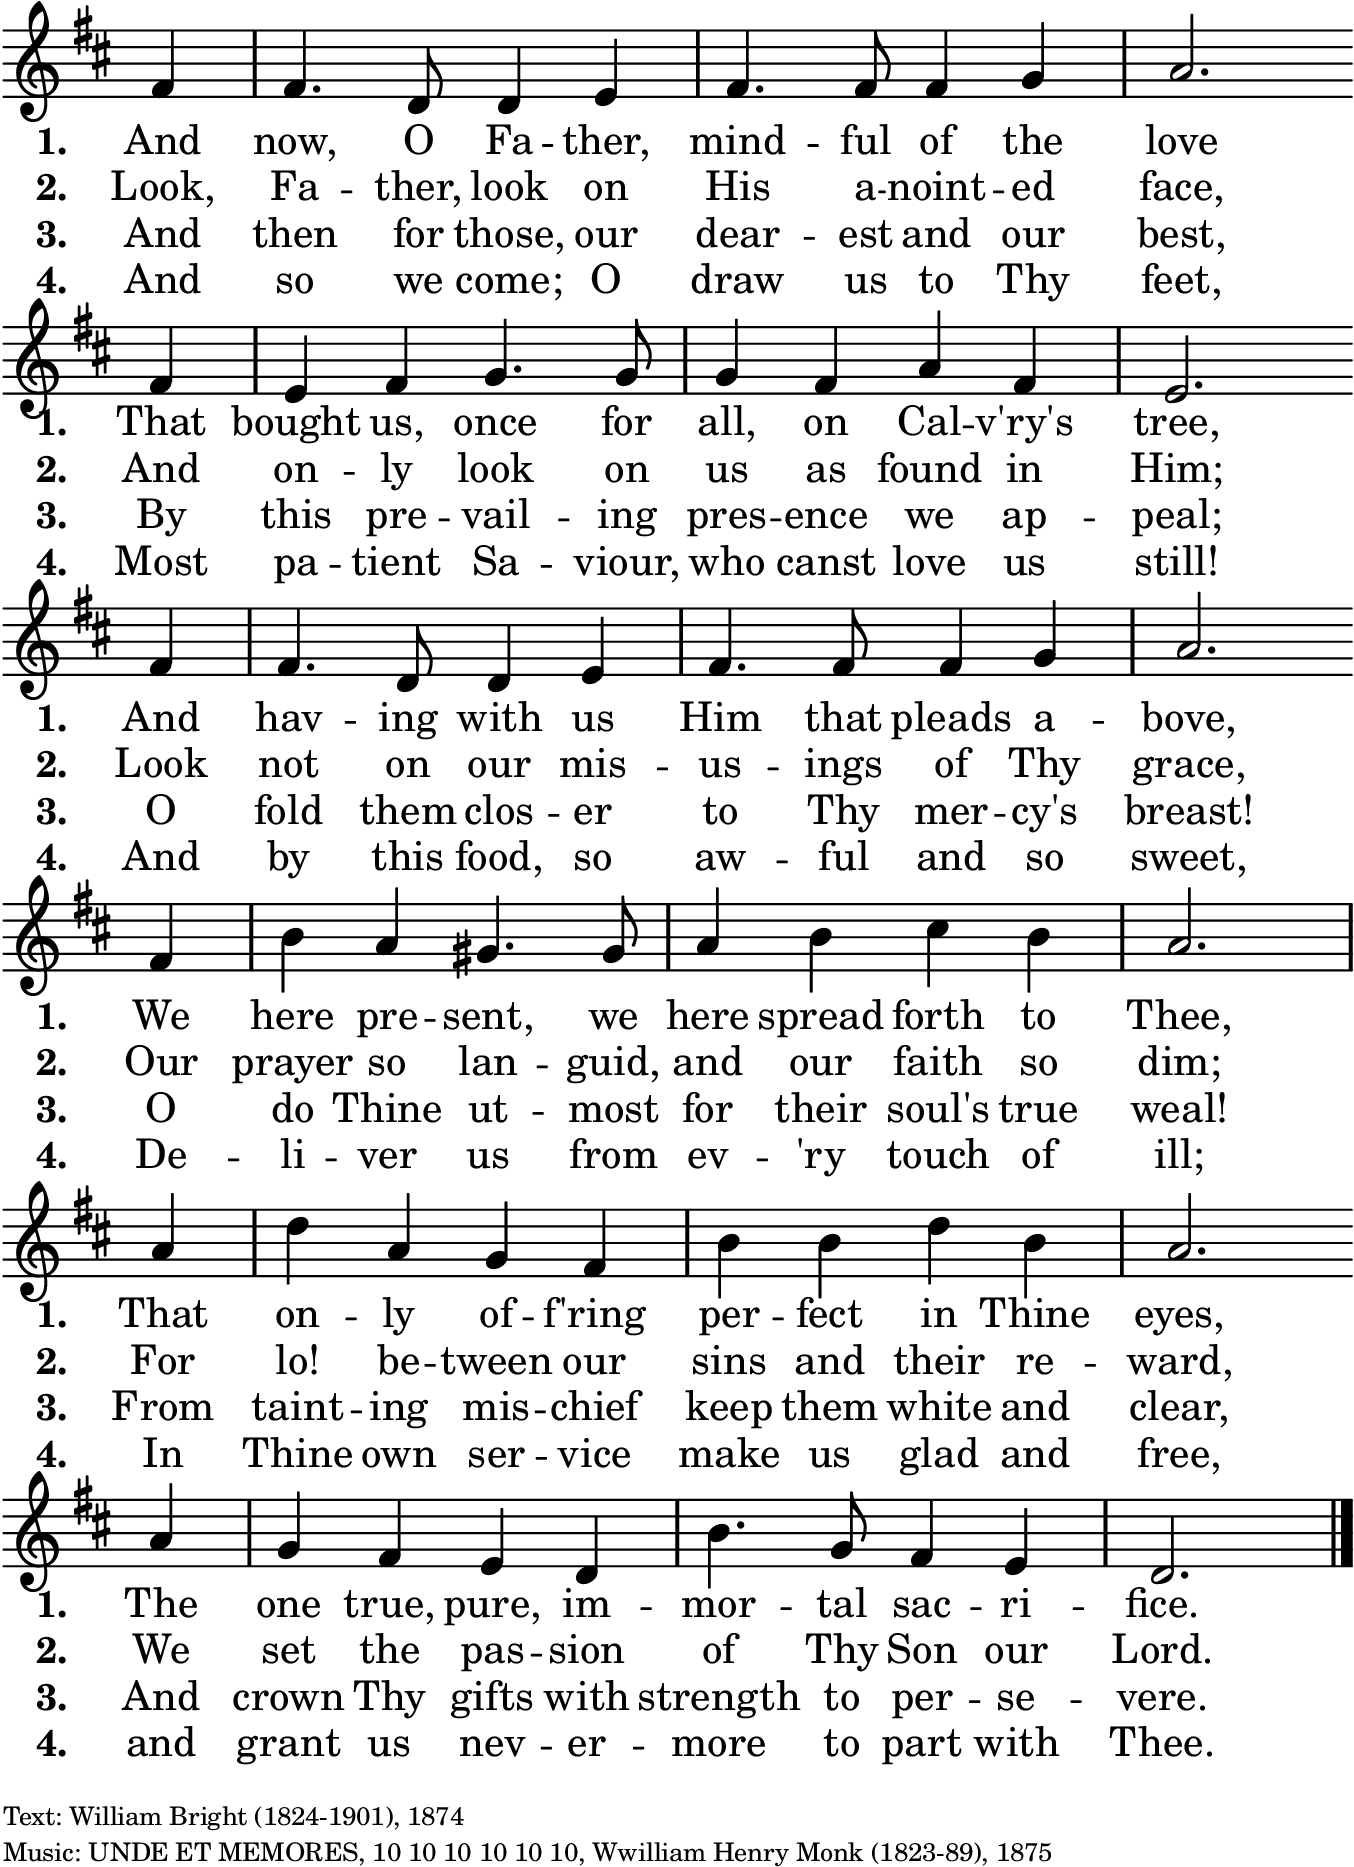 1. And now, O Fa -- ther, mind -- ful of the love
2. Look, Fa -- ther, look on His a -- noint -- ed face,
3. And then for those, our dear -- est and our best,
4. And so we come; O draw us to Thy feet,
1. That bought us, once for all, on Cal -- v'ry's tree,
2. And on -- ly look on us as found in Him;
3. By this pre -- vail -- ing pres -- ence we ap -- peal;
4. Most pa -- tient Sa -- viour, who canst love us still!
1. And hav -- ing with us Him that pleads a -- bove,
2. Look not on our mis -- us -- ings of Thy grace,
3. O fold them clos -- er to Thy mer -- cy's breast!
4. And by this food, so aw -- ful and so sweet,
1. We here pre -- sent, we here spread forth to Thee,
2. Our prayer so lan -- guid, and our faith so dim;
3. O do Thine ut -- most for their soul's true weal!
4. De -- li -- ver us from ev -- 'ry touch of ill;
1. That on -- ly of -- f'ring per -- fect in Thine eyes,
2. For lo! be -- tween our sins and their re -- ward,
3. From taint -- ing mis -- chief keep them white and clear,
4. In Thine own ser -- vice make us glad and free,
1. The one true, pure, im -- mor -- tal sac -- ri -- fice.
2. We set the pas -- sion of Thy Son our Lord.
3. And crown Thy gifts with strength to per -- se -- vere.
4. and grant us nev -- er -- more to part with Thee.
Text: William Bright (1824-1901), 1874
Music: UNDE ET MEMORES, 10 10 10 10 10 10, Wwilliam Henry Monk (1823-89), 1875